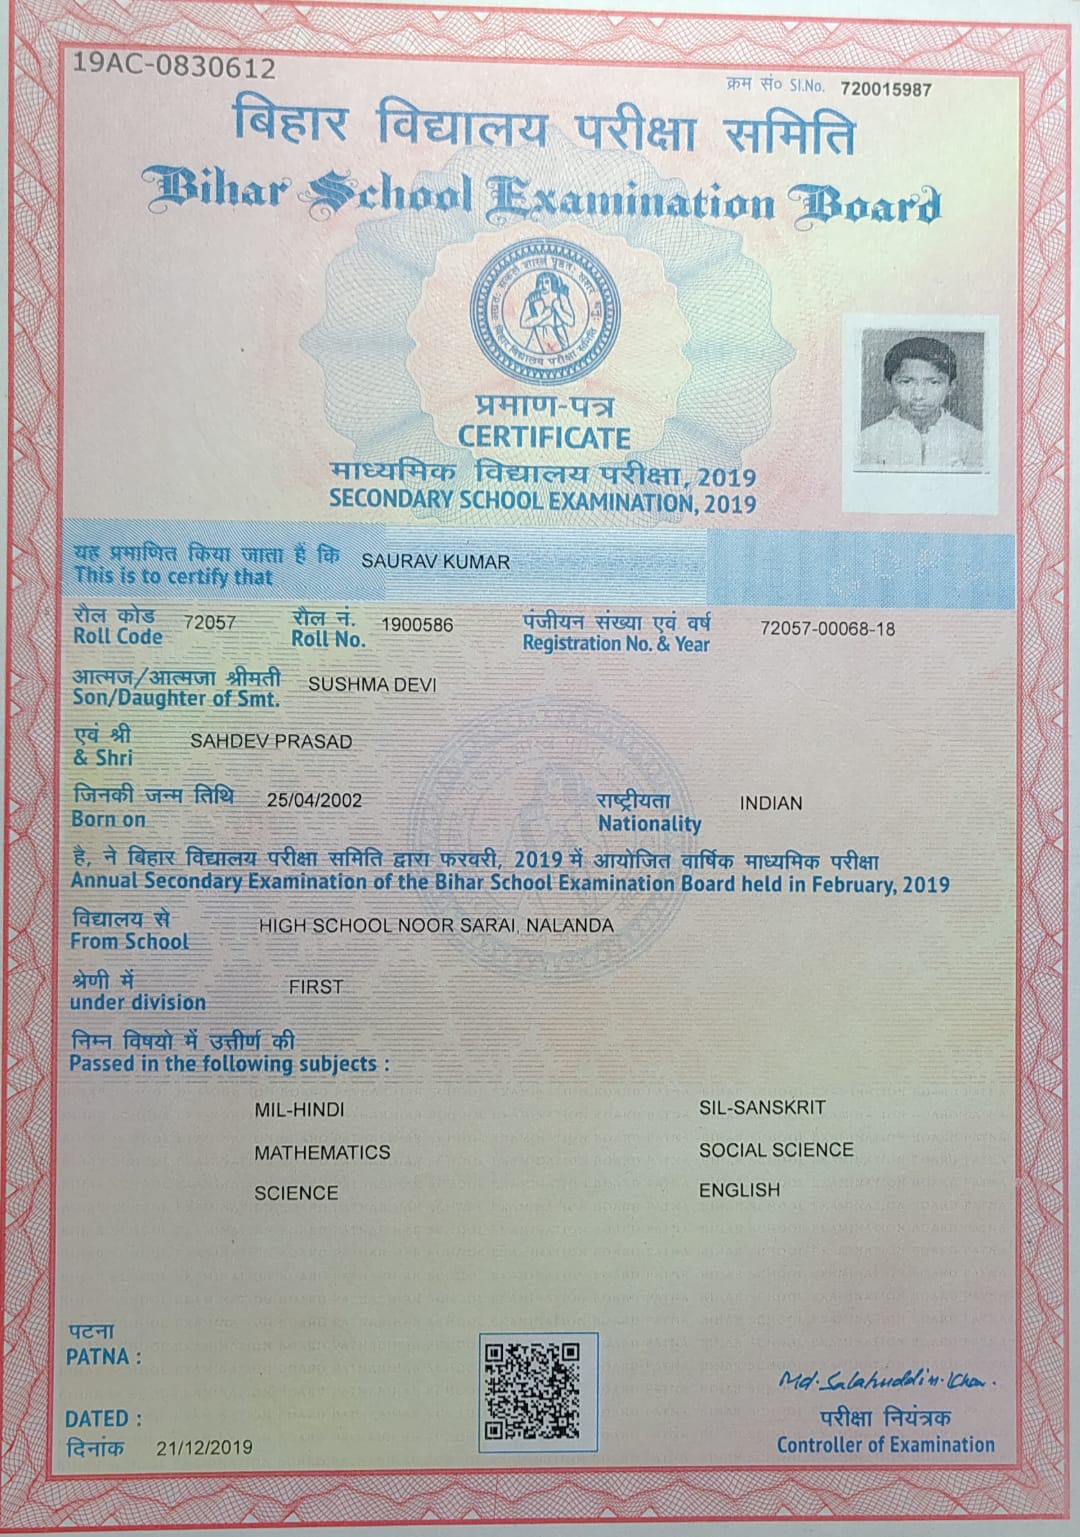 19AC-0830612
क्रम सं० Sl.No. 720015987
बिहार विद्यालय परीक्षा समिति
Bihar School Examination Board
बिहार विद्यालय परीक्षा समिति
प्रमाण-पत्र
CERTIFICATE
माध्यमिक विद्यालय परीक्षा, 2019
SECONDARY SCHOOL EXAMINATION, 2019
यह प्रमाणित किया जाता हैं कि SAURAV KUMAR
This is to certify that
रौल कोड 72057 रौल नं. 1900586 पंजीयन संख्या एवं वर्ष 72057-00068-18
Roll Code Roll No. Registration No. & Year
आत्मज/आत्मजा श्रीमती SUSHMA DEVI
Son/Daughter of Smt.
एवं श्री SAHDEV PRASAD
& Shri
जिनकी जन्म तिथि 25/04/2002 राष्ट्रीयता INDIAN
Born on Nationality
है, ने बिहार विद्यालय परीक्षा समिति द्वारा फरवरी, 2019 में आयोजित वार्षिक माध्यमिक परीक्षा
Annual Secondary Examination of the Bihar School Examination Board held in February, 2019
विद्यालय से HIGH SCHOOL NOOR SARAI, NALANDA
From School
श्रेणी में FIRST
under division
निम्न विषयो में उत्तीर्ण की
Passed in the following subjects :
MIL-HINDI SIL-SANSKRIT
MATHEMATICS SOCIAL SCIENCE
SCIENCE ENGLISH
पटना
PATNA :
Md. Salahuddin Khan.
DATED : परीक्षा नियंत्रक
दिनांक 21/12/2019 Controller of Examination